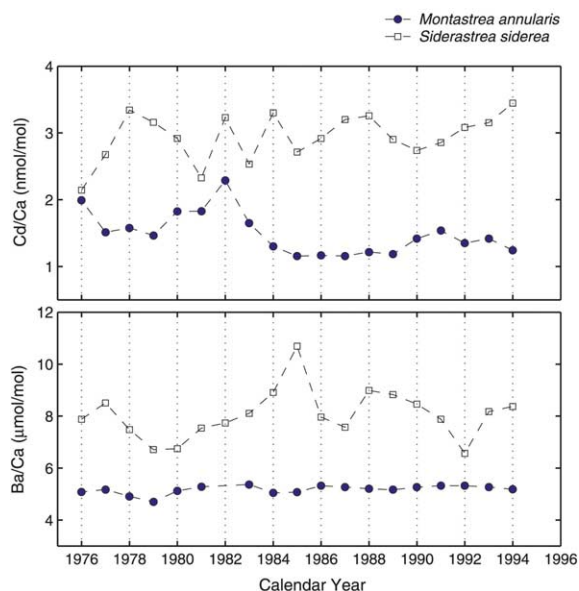 Montastrea annularis
Siderastrea siderea
4
3
2
1
Cd/Ca (nmol/mol)
12
10
8
6
4
Ba/Ca (μmol/mol)
1976 1978 1980 1982 1984 1986 1988 1990 1992 1994 1996
Calendar Year